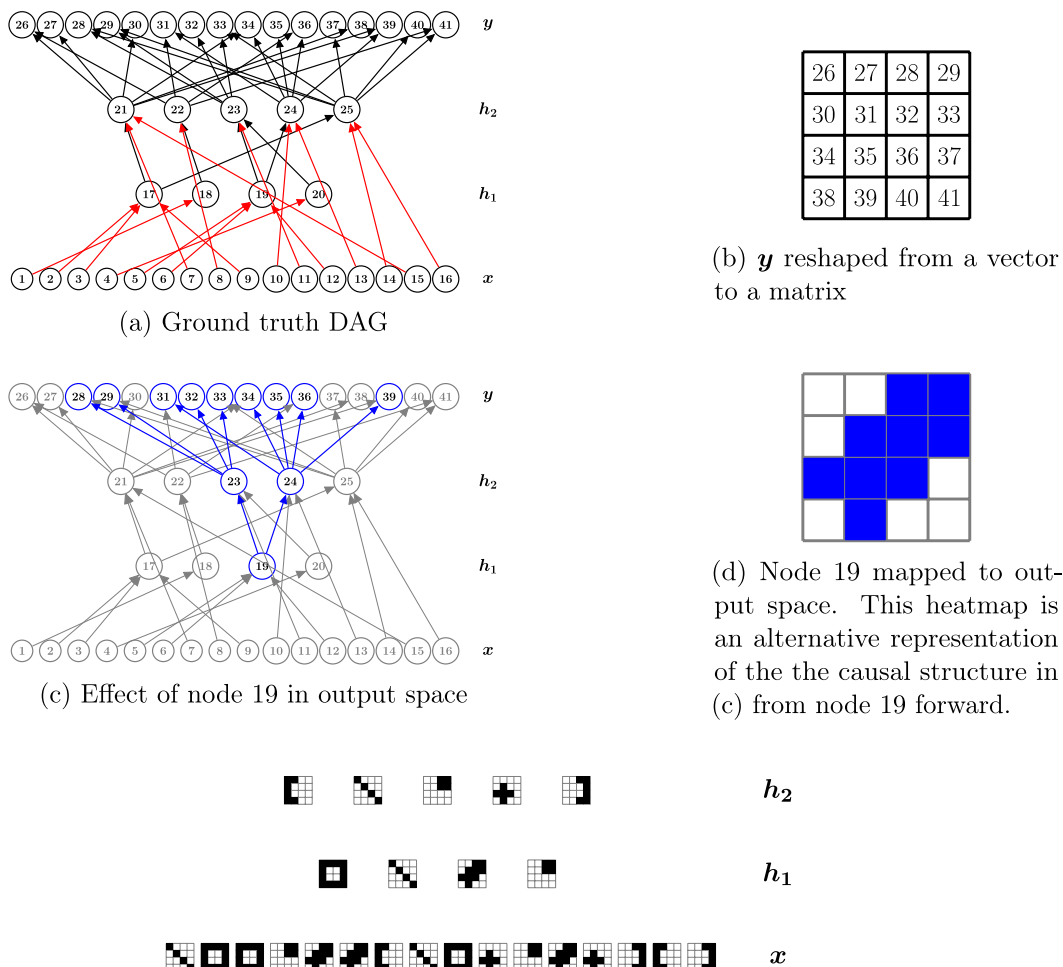 26 27 28 29 30 31 32 33 34 35 36 37 38 39 40 41 y
21 22 23 24 25 h₂
17 18 19 20 h₁
1 2 3 4 5 6 7 8 9 10 11 12 13 14 15 16 x
(a) Ground truth DAG
26 27 28 29
30 31 32 33
34 35 36 37
38 39 40 41
(b) y reshaped from a vector
to a matrix
26 27 28 29 30 31 32 33 34 35 36 37 38 39 40 41 y
21 22 23 24 25 h₂
17 18 19 20 h₁
1 2 3 4 5 6 7 8 9 10 11 12 13 14 15 16 x
(c) Effect of node 19 in output space
(d) Node 19 mapped to out-
put space. This heatmap is
an alternative representation
of the the causal structure in
(c) from node 19 forward.
h₂
h₁
x